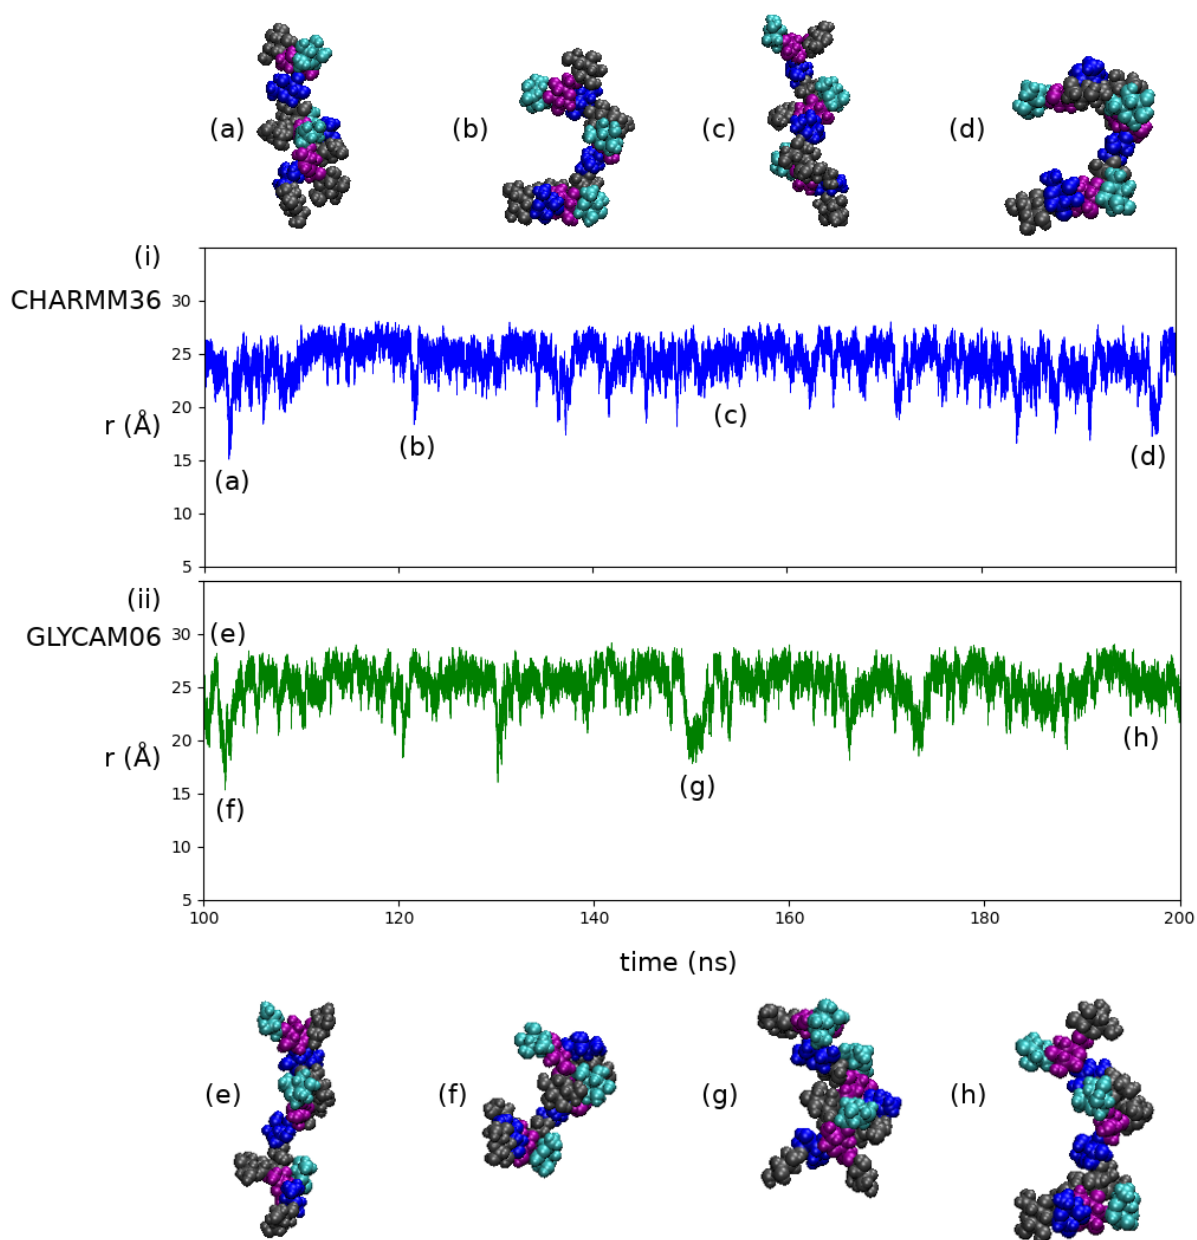 (a) (b) (c) (d)
(i)
CHARMM36
r (Å)
30
25
20
15
10
5
(a) (b) (c) (d)
(ii)
GLYCAM06
r (Å)
30
25
20
15
10
5
(e) (f) (g) (h)
100 120 140 160 180 200
time (ns)
(e) (f) (g) (h)